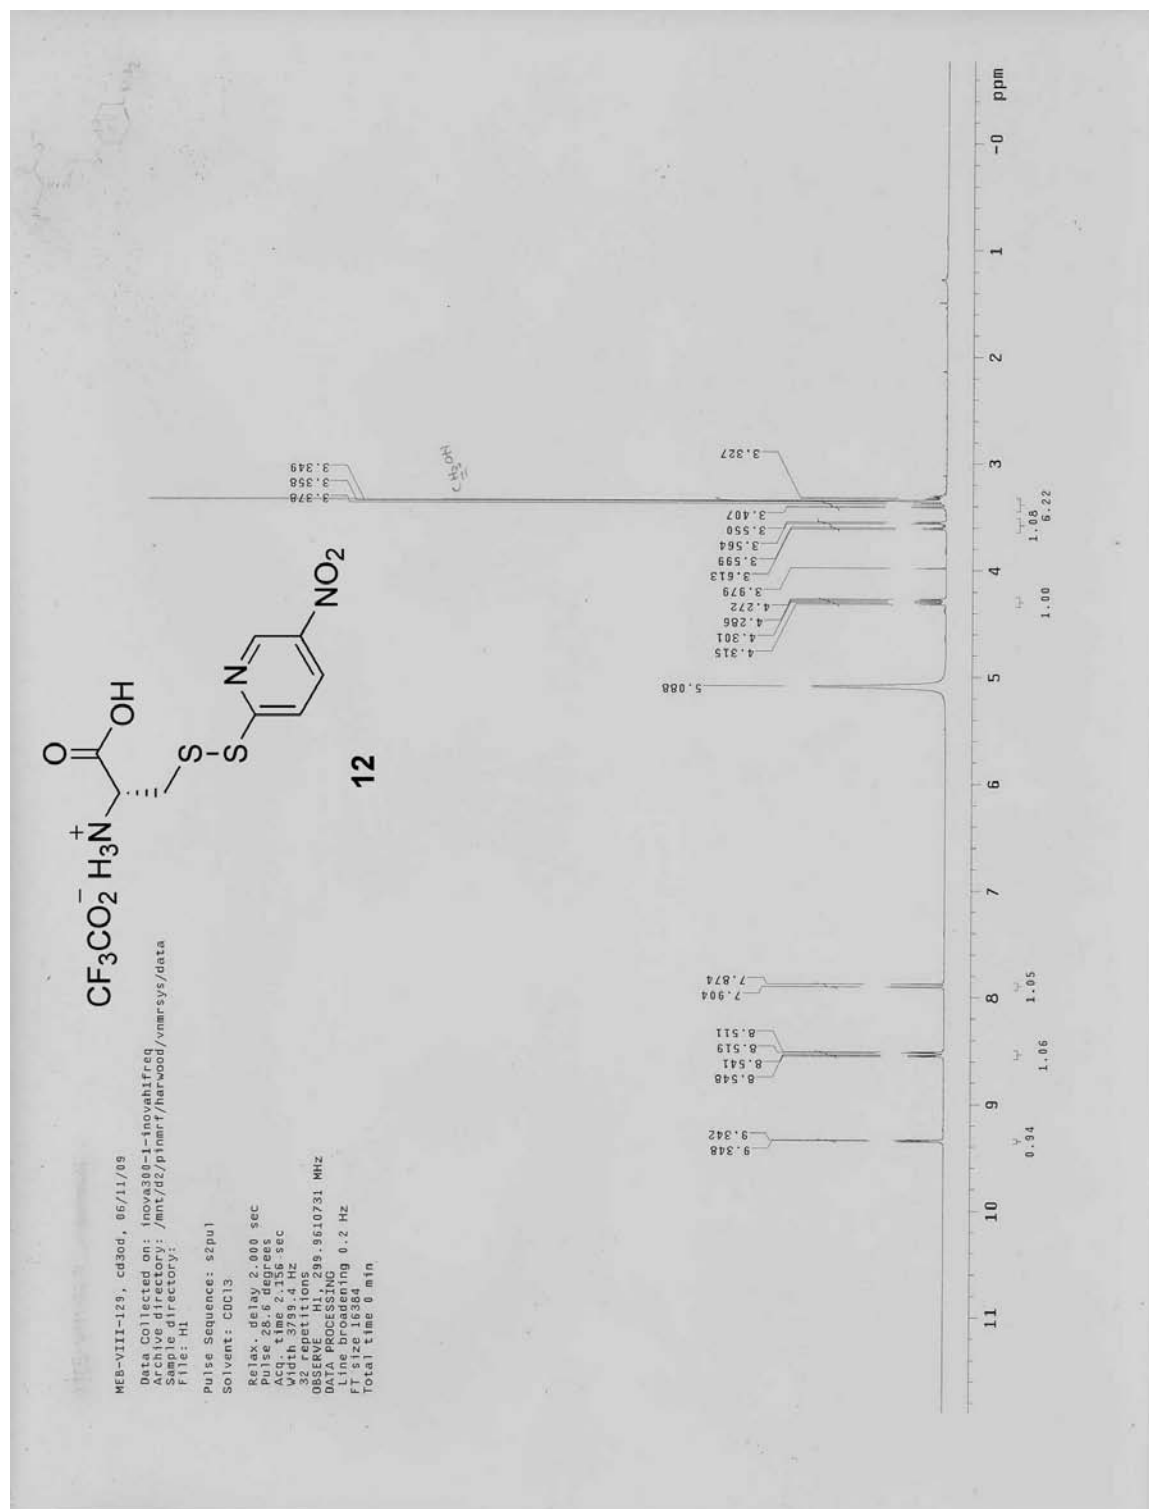 MEB-VIII-129, cd3od, 06/11/09
Data Collected on: inova300-1-inovah1freq
Archive directory: /mnt/d2/pinmrf/harwood/vnmrsys/data
Sample directory:
File: H1
Pulse Sequence: s2pul
Solvent: CDCl3
Relax. delay 2.000 sec
Pulse 28.6 degrees
Acq. time 2.156 sec
Width 3799.4 Hz
32 repetitions
OBSERVE H1, 299.9610731 MHz
DATA PROCESSING
Line broadening 0.2 Hz
FT size 16384
Total time 0 min
CF3CO2− H3N+
O
OH
S-S
N
NO2
12
CH3OH
9.348
9.342
8.548
8.541
8.519
8.511
7.904
7.874
5.088
4.315
4.301
4.286
4.272
3.979
3.613
3.599
3.564
3.550
3.407
3.378
3.358
3.349
3.327
11 10 9 8 7 6 5 4 3 2 1 -0 ppm
0.94 1.06 1.05 1.00 1.08 6.22